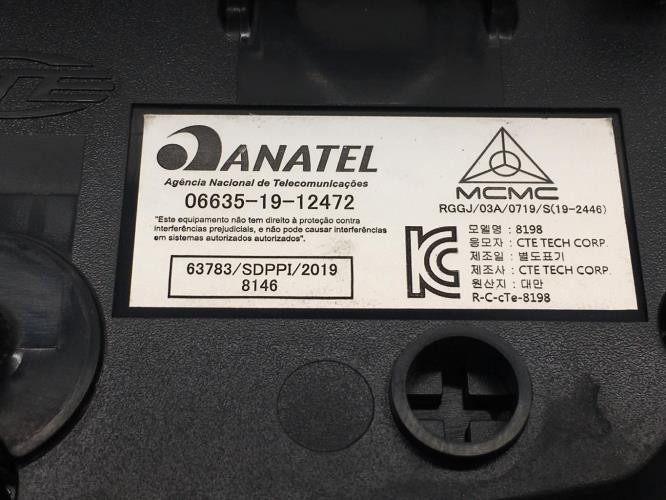 TE
ANATEL
Agência Nacional de Telecomunicações
06635-19-12472
"Este equipamento não tem direito à proteção contra
interferências prejudiciais, e não pode causar interferências
em sistemas autorizados autorizados".
63783/SDPPI/2019
8146
MCMC
RGGJ/03A/0719/S(19-2446)
모델명 : 8198
응모자 : CTE TECH CORP.
제조일 : 별도표기
제조사 : CTE TECH CORP.
원산지 : 대만
R-C-cTe-8198